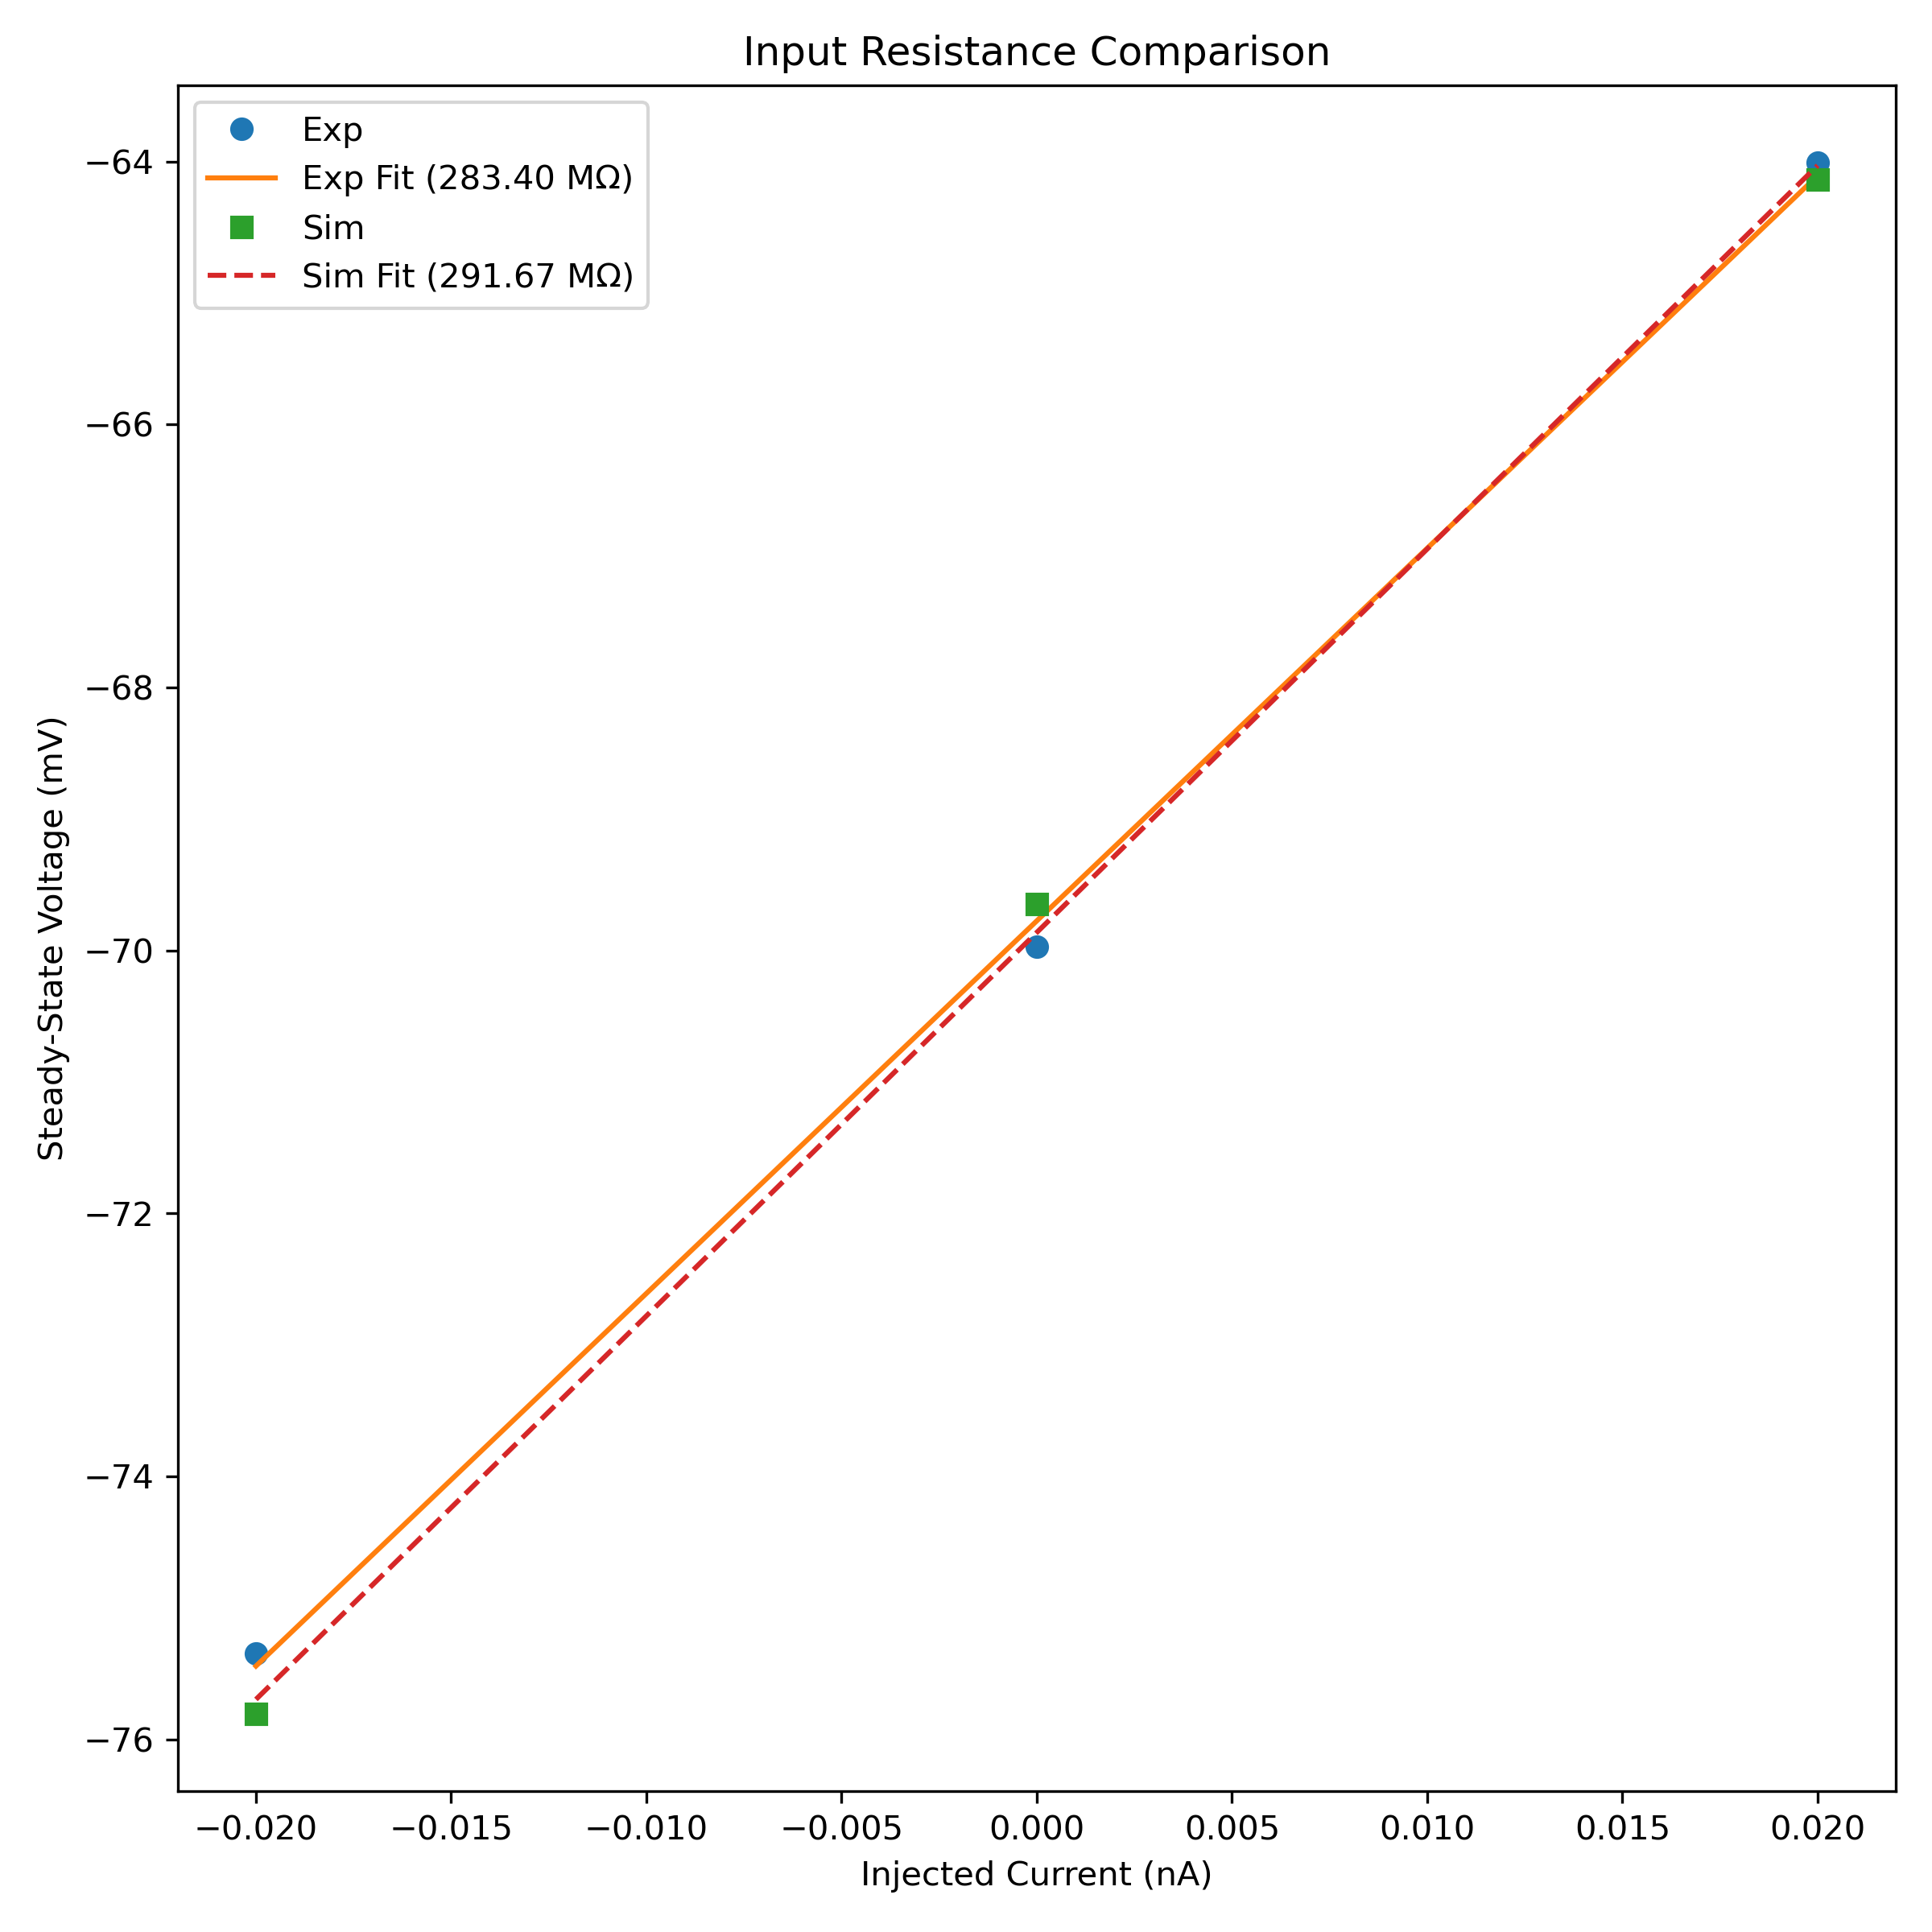 Input Resistance Comparison
Exp
Exp Fit (283.40 MΩ)
Sim
Sim Fit (291.67 MΩ)
−64
−66
−68
−70
−72
−74
−76
Steady-State Voltage (mV)
−0.020 −0.015 −0.010 −0.005 0.000 0.005 0.010 0.015 0.020
Injected Current (nA)